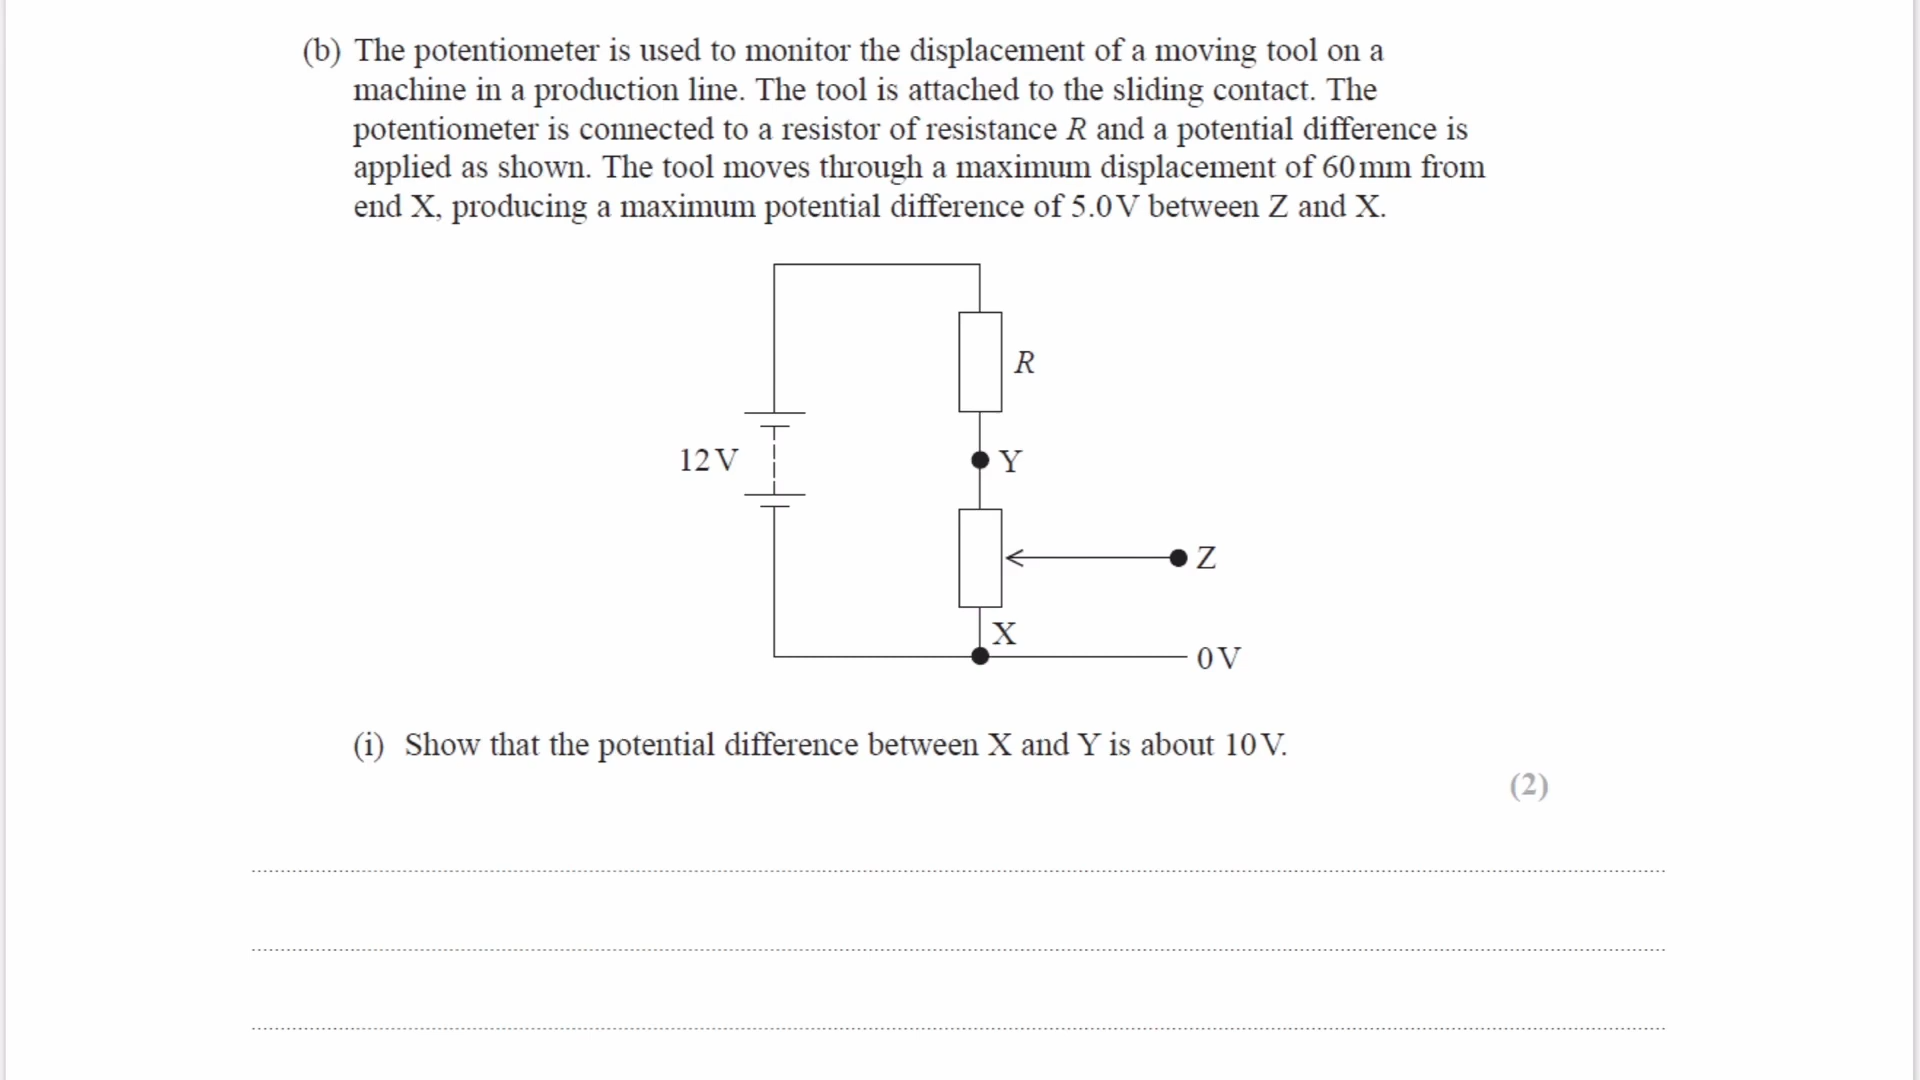 (b) The potentiometer is used to monitor the displacement of a moving tool on a
machine in a production line. The tool is attached to the sliding contact. The
potentiometer is connected to a resistor of resistance R and a potential difference is
applied as shown. The tool moves through a maximum displacement of 60 mm from
end X, producing a maximum potential difference of 5.0 V between Z and X.
R
12 V
Y
Z
X
0 V
(i) Show that the potential difference between X and Y is about 10 V.
(2)